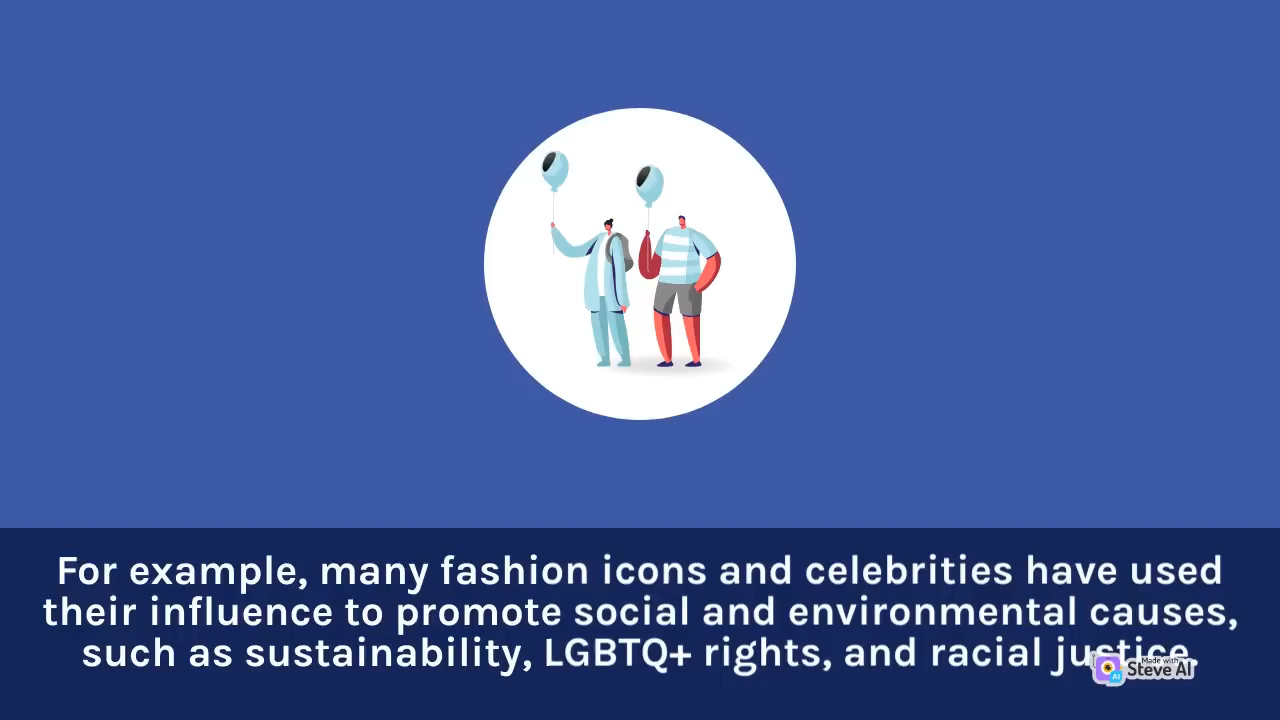 For example, many fashion icons and celebrities have used
their influence to promote social and environmental causes,
such as sustainability, LGBTQ+ rights, and racial justice.
Made with
Steve AI
AI